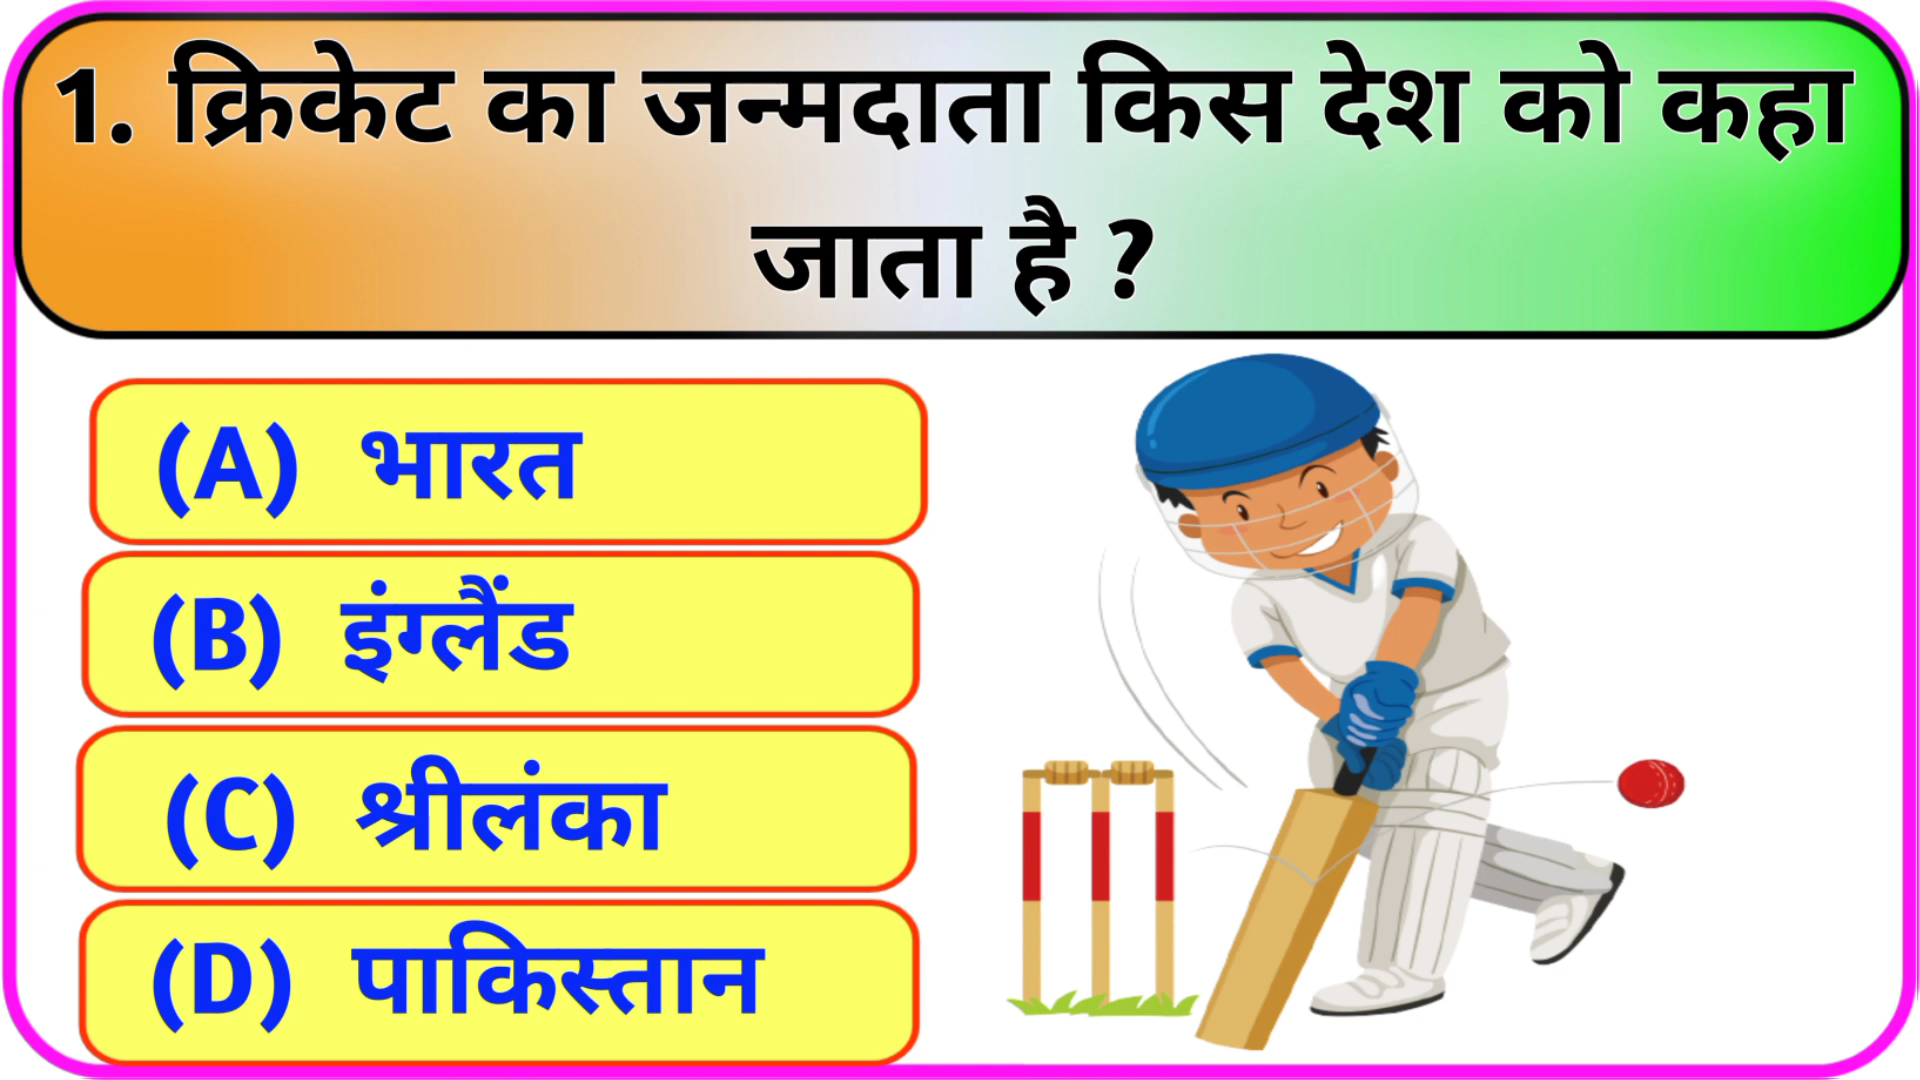 1. क्रिकेट का जन्मदाता किस देश को कहा
जाता है ?
(A) भारत
(B) इंग्लैंड
(C) श्रीलंका
(D) पाकिस्तान